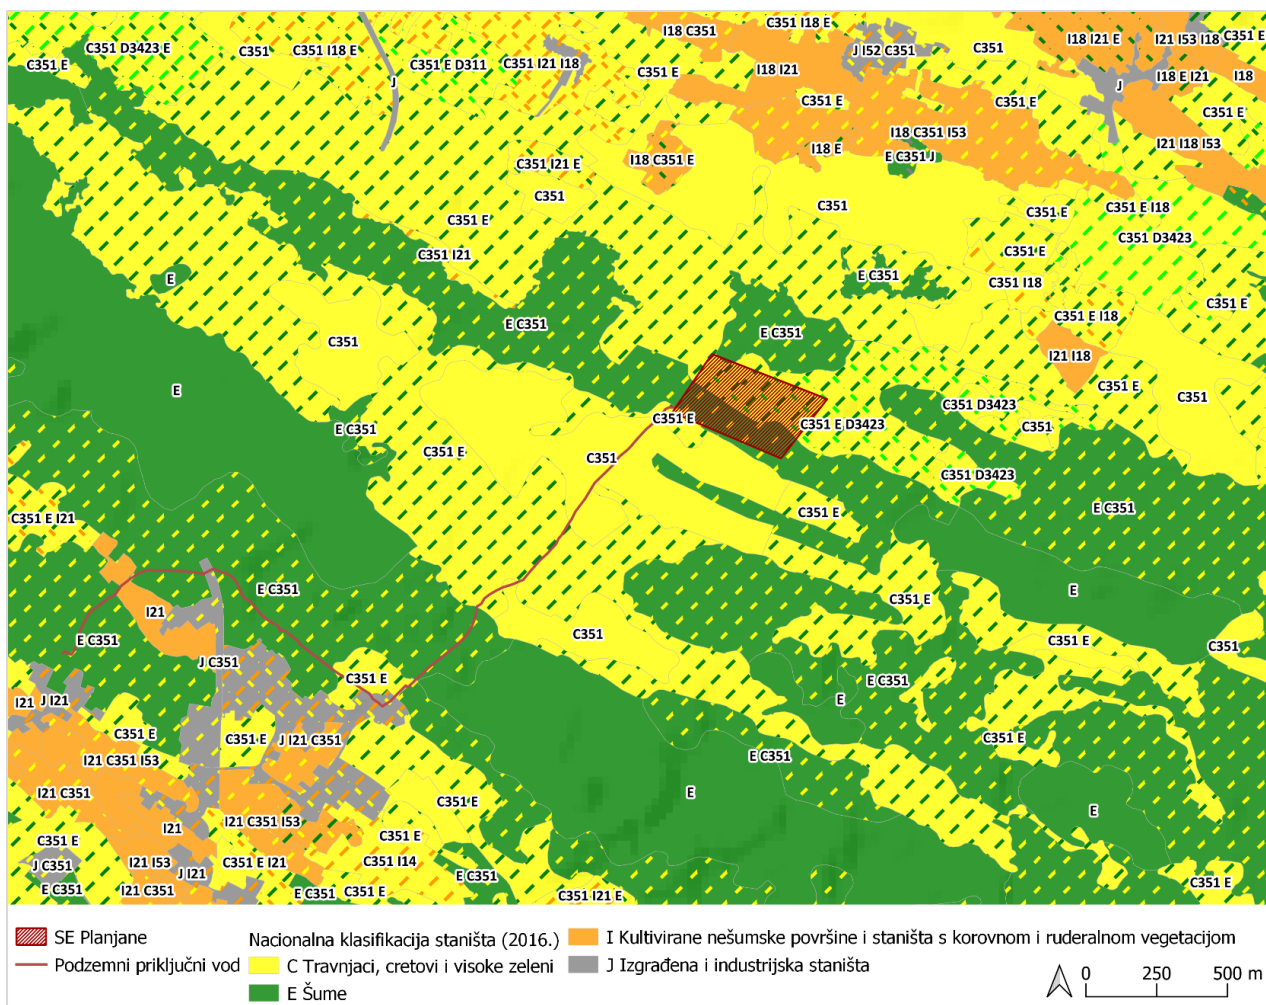 C351 D3423 E
C351 E
C351
C351 I18 E
J
C351 E D311
C351 I21 I18
I18 C351
C351 I18 E
J I52 C351
C351
I18 I21 E
I21 I53 I18
C351 E
C351 E
I18 I21
C351 E
C351 E
J
I18 E I21
I18
C351 E
I18 C351 I53
I18 E
E C351 J
I21 I18 I53
C351 I21 E
I18 C351 E
C351
C351
C351 E
C351 E I18
C351 E
C351 I21
C351 E
C351 D3423
E
E C351
C351 I18
C351 E
E C351
E C351
C351 E I18
C351
I21 I18
E
C351 E
C351
C351 D3423
E C351
C351 E
C351 E D3423
C351
C351 E
C351
C351 D3423
C351 E I21
C351 E
E C351
E C351
E
I21
C351 E
E C351
C351
C351 E
C351
J C351
C351 E
E C351
E
I21
J I21
C351 E
C351 E
J I21 C351
C351 E
I21 C351 I53
E C351
I21 C351
E
C351 E
E
I21
I21 C351 I53
C351 E
C351 E
J C351
I21 I53
J I21
C351 E I21
C351 I14
E C351
E C351
I21 C351
E C351
C351 E
C351 I21 E
C351 E
SE Planjane
Podzemni priključni vod
Nacionalna klasifikacija staništa (2016.)
C Travnjaci, cretovi i visoke zeleni
E Šume
I Kultivirane nešumske površine i staništa s korovnom i ruderalnom vegetacijom
J Izgrađena i industrijska staništa
0 250 500 m